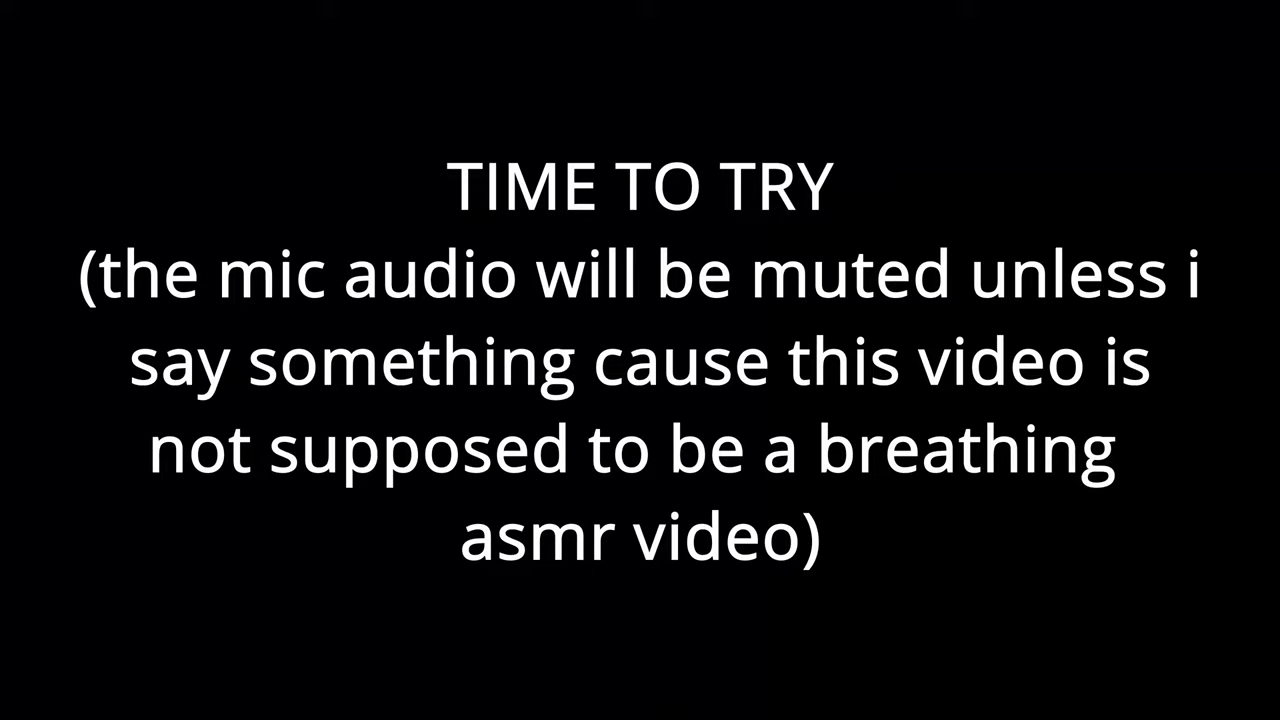 TIME TO TRY
(the mic audio will be muted unless i
say something cause this video is
not supposed to be a breathing
asmr video)